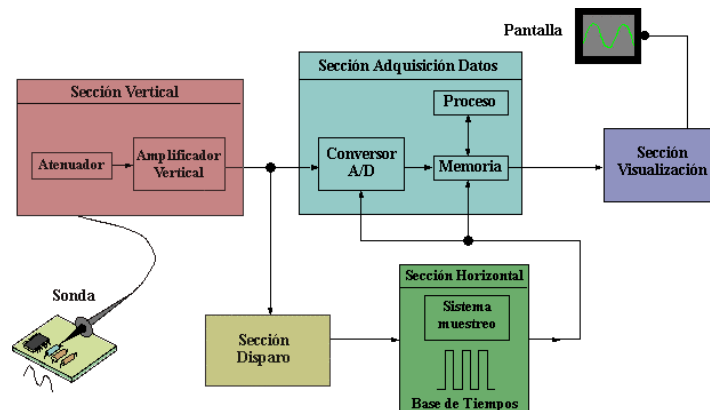 Pantalla
Sección Adquisición Datos
Sección Vertical
Proceso
Atenuador
Amplificador
Vertical
Conversor
A/D
Memoria
Sección
Visualización
Sonda
Sección Horizontal
Sistema
muestreo
Sección
Disparo
Base de Tiempos